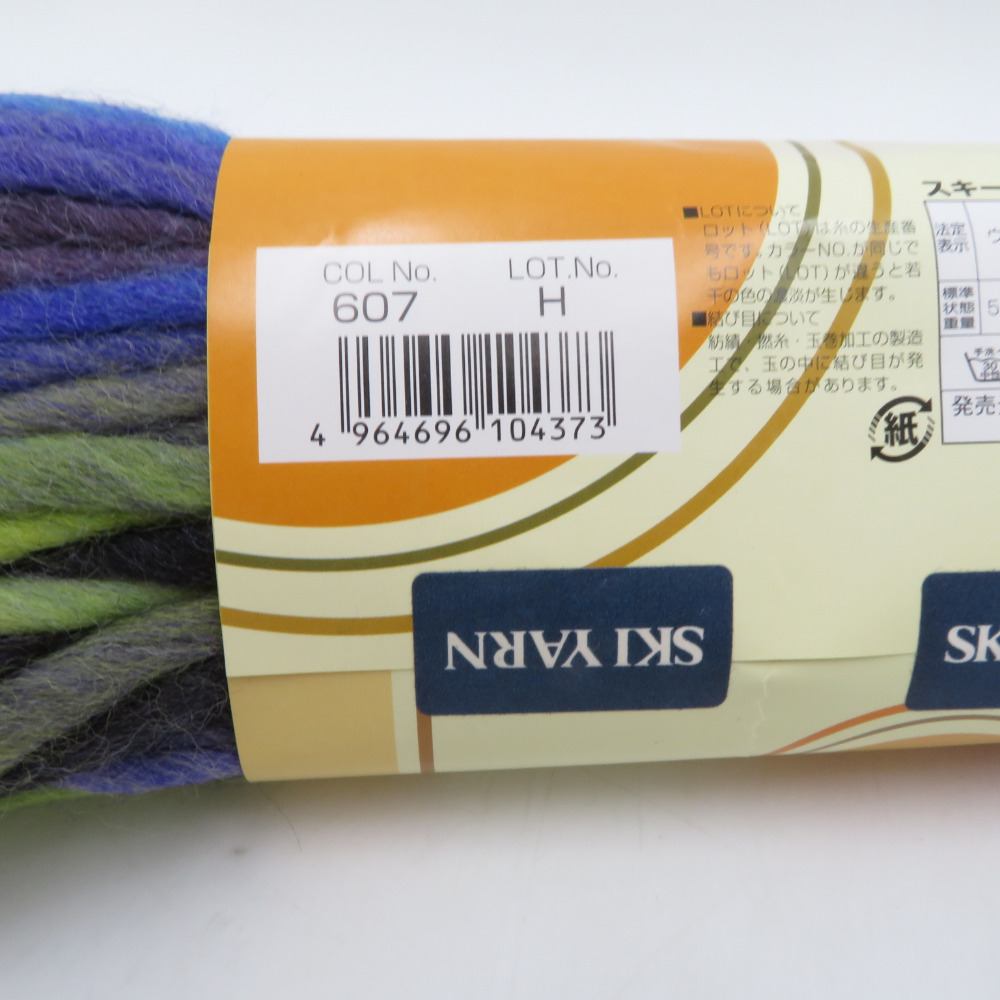 COL No. LOT.No.
607 H
4 964696 104373
■LOTについて
ロット(LOT)は糸の生産番
号です。カラーNO.が同じで
もロット(LOT)が違うと若
干の色の濃淡が生じます。
■結び目について
紡績・撚糸・玉巻加工の製造
工で、玉の中に結び目が発
生する場合があります。
スキー
法定
表示
標準
状態
重量
5
手洗
30
発売
紙
SKI YARN
SK